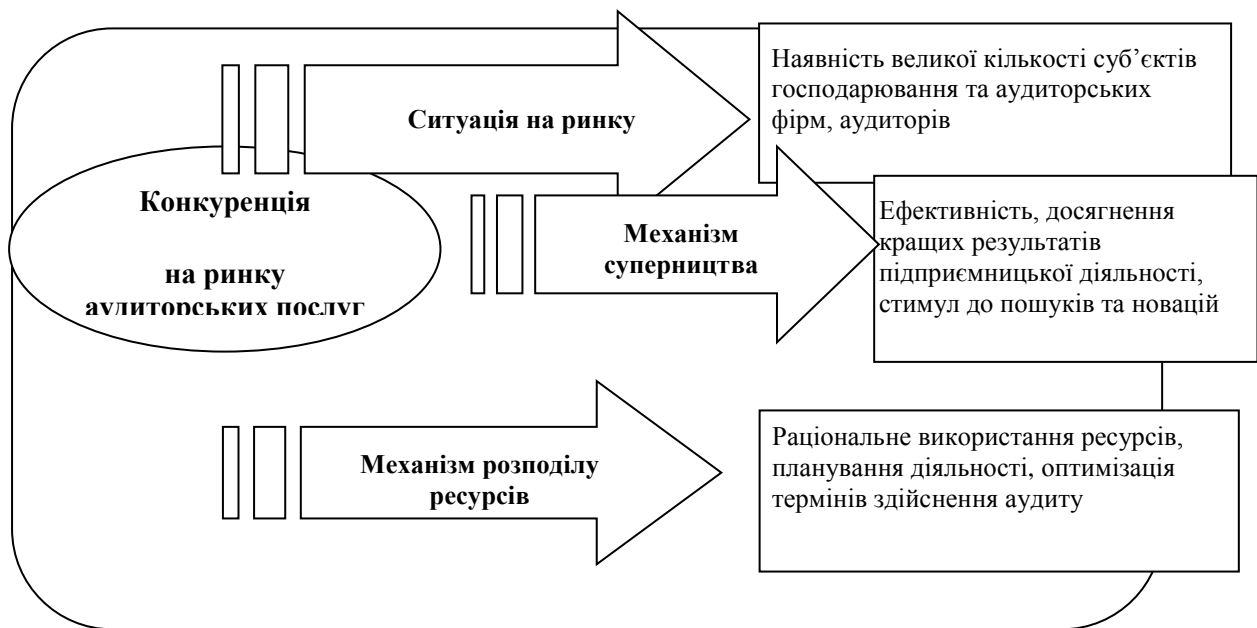 Наявність великої кількості суб’єктів
господарювання та аудиторських
фірм, аудиторів
Ситуація на ринку
Конкуренція
на ринку
аудиторських послуг
Механізм
суперництва
Ефективність, досягнення
кращих результатів
підприємницької діяльності,
стимул до пошуків та новацій
Механізм розподілу
ресурсів
Раціональне використання ресурсів,
планування діяльності, оптимізація
термінів здійснення аудиту